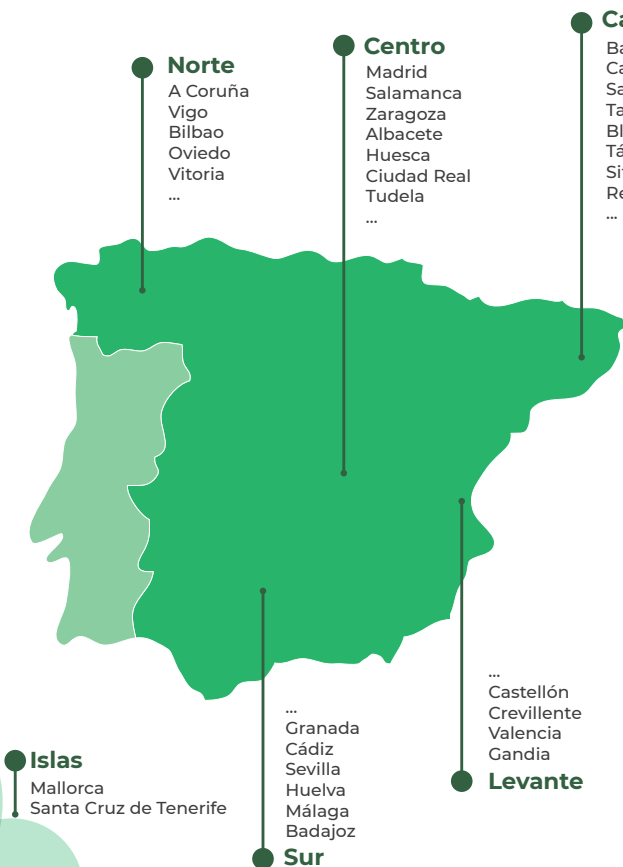 Norte
A Coruña
Vigo
Bilbao
Oviedo
Vitoria
...
Centro
Madrid
Salamanca
Zaragoza
Albacete
Huesca
Ciudad Real
Tudela
...
...
...
Castellón
Crevillente
Valencia
Gandia
Levante
...
Granada
Cádiz
Sevilla
Huelva
Málaga
Badajoz
Sur
Islas
Mallorca
Santa Cruz de Tenerife